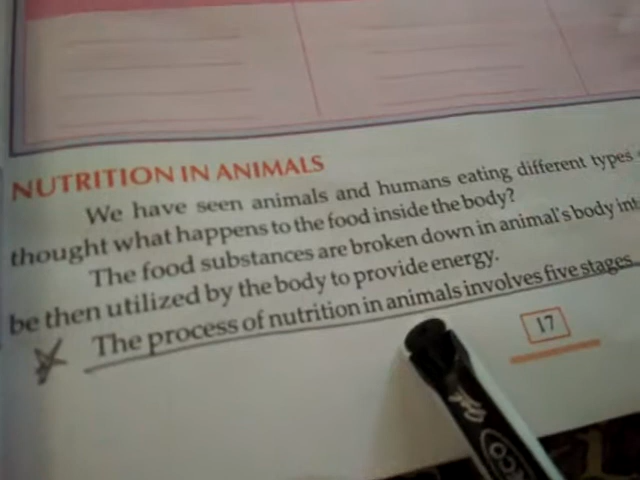 NUTRITION IN ANIMALS
We have seen animals and humans eating different types
thought what happens to the food inside the body?
The food substances are broken down in animal's body int
be then utilized by the body to provide energy.
The process of nutrition in animals involves five stages.
17